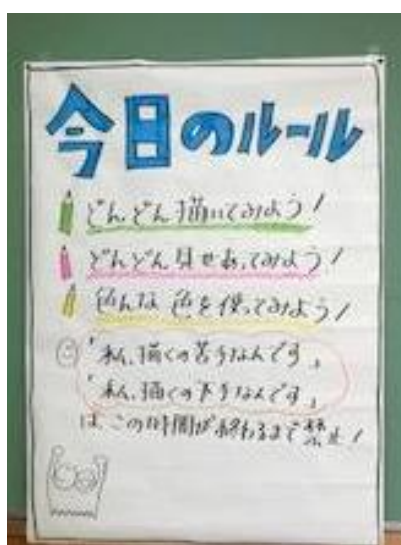 今日のルール
どんどん描いてみよう!
どんどん見せあってみよう!
色んな色を使ってみよう!
「私、描くの苦手なんです」
「私、描くの下手なんです」
は、この時間が終わるまで禁止!